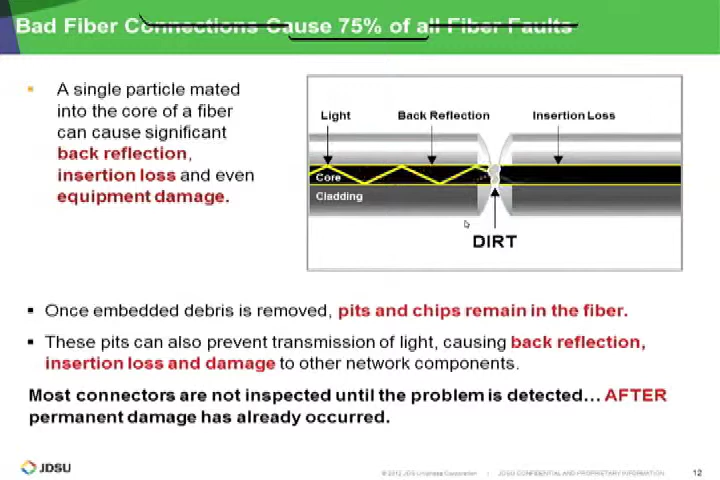 Bad Fiber Connections Cause 75% of all Fiber Faults
▪ A single particle mated
into the core of a fiber
can cause significant
back reflection,
insertion loss and even
equipment damage.
Light Back Reflection Insertion Loss
Core
Cladding
DIRT
▪ Once embedded debris is removed, pits and chips remain in the fiber.
▪ These pits can also prevent transmission of light, causing back reflection,
insertion loss and damage to other network components.
Most connectors are not inspected until the problem is detected… AFTER
permanent damage has already occurred.
JDSU
© 2012 JDS Uniphase Corporation | JDSU CONFIDENTIAL AND PROPRIETARY INFORMATION 12